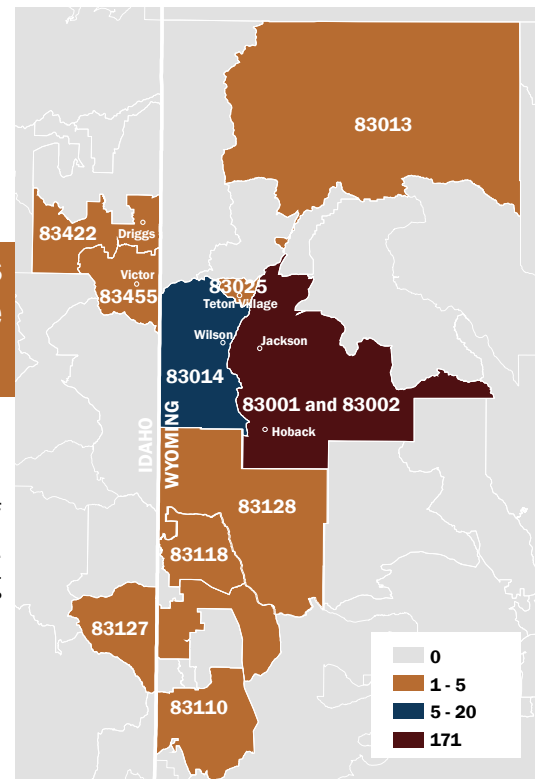 83013
83422
Driggs
Victor
83455
83025
Teton Village
Wilson
Jackson
83014
83001 and 83002
Hoback
IDAHO
WYOMING
83128
83118
83127
83110
0
1 - 5
5 - 20
171